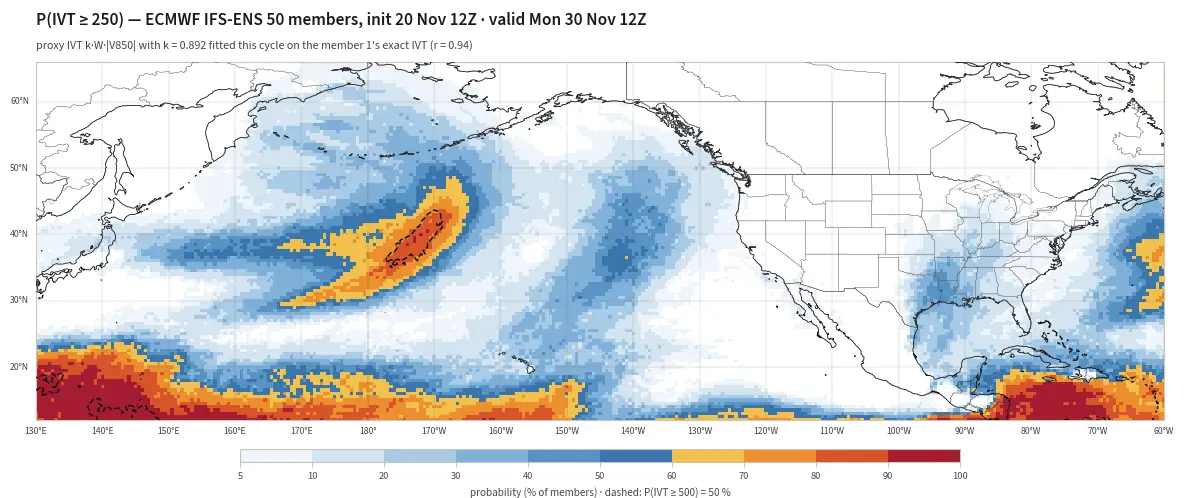 P(IVT ≥ 250) — ECMWF IFS-ENS 50 members, init 20 Nov 12Z · valid Mon 30 Nov 12Z
proxy IVT k·W·|V850| with k = 0.892 fitted this cycle on the member 1's exact IVT (r = 0.94)
60°N
50°N
40°N
30°N
20°N
130°E 140°E 150°E 160°E 170°E 180° 170°W 160°W 150°W 140°W 130°W 120°W 110°W 100°W 90°W 80°W 70°W 60°W
5 10 20 30 40 50 60 70 80 90 100
probability (% of members) · dashed: P(IVT ≥ 500) = 50 %